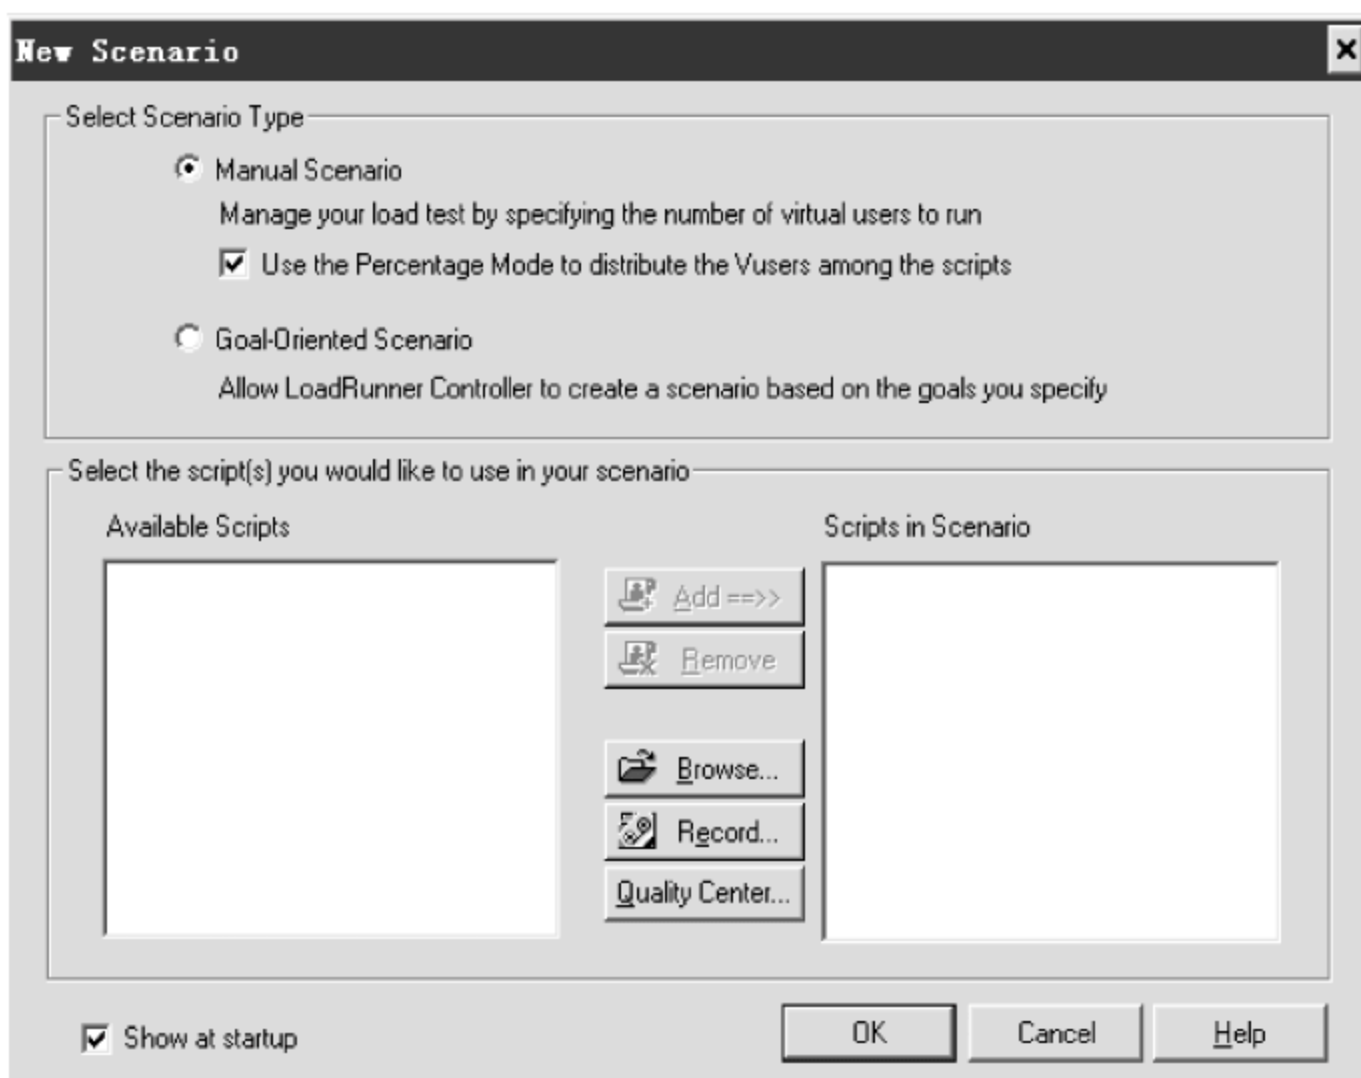 New Scenario
Select Scenario Type
Manual Scenario
Manage your load test by specifying the number of virtual users to run
Use the Percentage Mode to distribute the Vusers among the scripts
Goal-Oriented Scenario
Allow LoadRunner Controller to create a scenario based on the goals you specify
Select the script(s) you would like to use in your scenario
Available Scripts
Scripts in Scenario
Add ==>>
Remove
Browse...
Record...
Quality Center...
Show at startup
OK
Cancel
Help